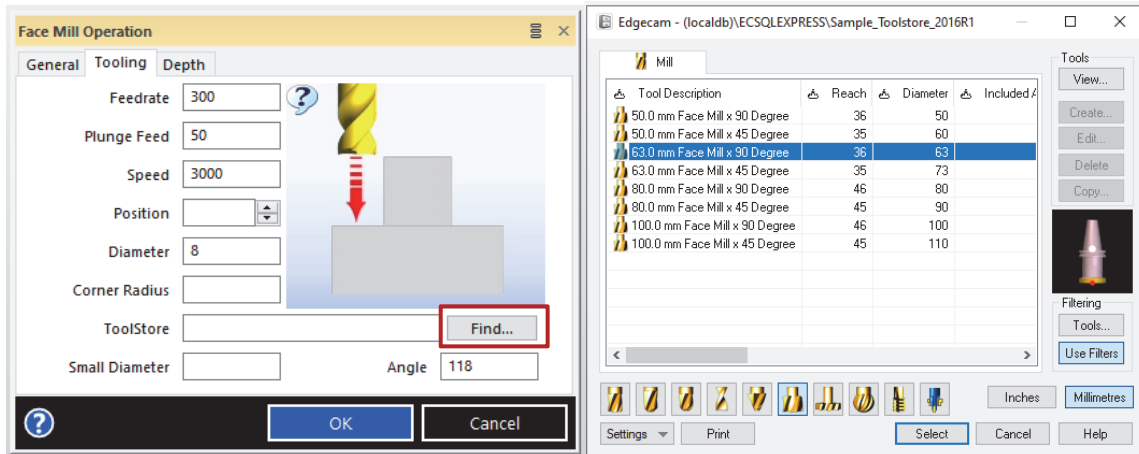 Face Mill Operation
General Tooling Depth
Feedrate 300
Plunge Feed 50
Speed 3000
Position
Diameter 8
Corner Radius
ToolStore Find...
Small Diameter Angle 118
OK Cancel
Edgecam - (localdb)\ECSQLEXPRESS\Sample_Toolstore_2016R1
Mill
Tool Description Reach Diameter Included A
50.0 mm Face Mill x 90 Degree 36 50
50.0 mm Face Mill x 45 Degree 35 60
63.0 mm Face Mill x 90 Degree 36 63
63.0 mm Face Mill x 45 Degree 35 73
80.0 mm Face Mill x 90 Degree 46 80
80.0 mm Face Mill x 45 Degree 45 90
100.0 mm Face Mill x 90 Degree 46 100
100.0 mm Face Mill x 45 Degree 45 110
Tools
View...
Create...
Edit...
Delete
Copy...
Filtering
Tools...
Use Filters
Inches Millimetres
Settings Print Select Cancel Help